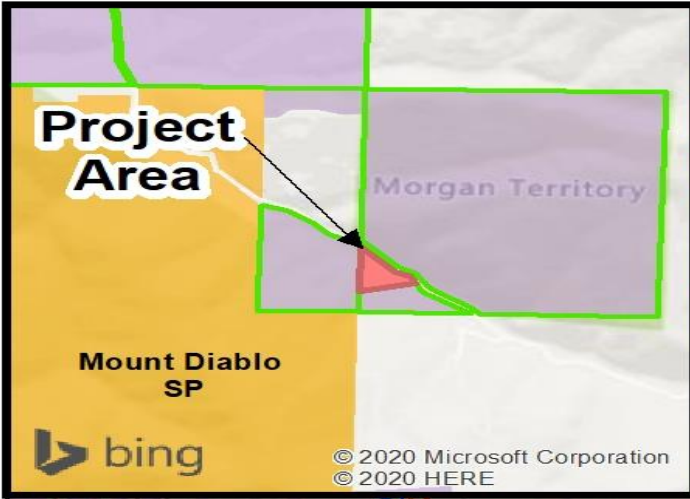 Project
Area
Morgan Territory
Mount Diablo
SP
bing
© 2020 Microsoft Corporation
© 2020 HERE